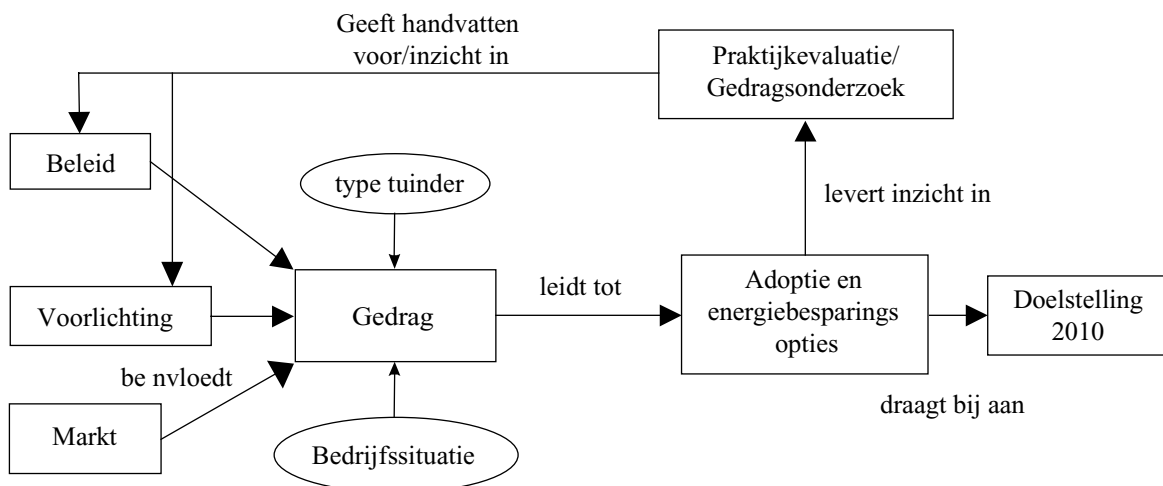 Geeft handvatten
voor/inzicht in
Praktijkevaluatie/
Gedragsonderzoek
Beleid
type tuinder
levert inzicht in
Voorlichting
Gedrag
leidt tot
Adoptie en
energiebesparings
opties
Doelstelling
2010
be nvloedt
draagt bij aan
Markt
Bedrijfssituatie